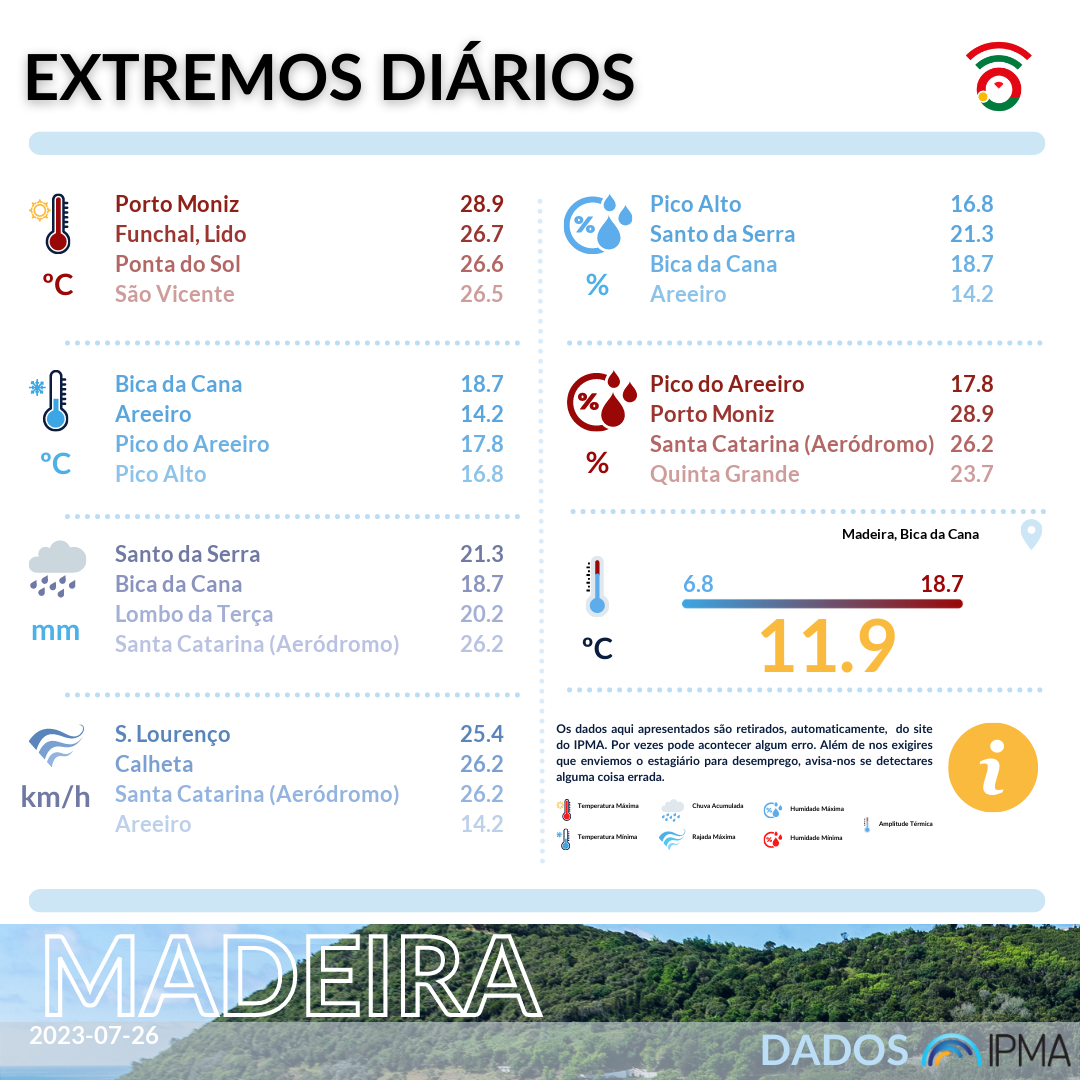 EXTREMOS DIÁRIOS
ºC
Porto Moniz 28.9
Funchal, Lido 26.7
Ponta do Sol 26.6
São Vicente 26.5
ºC
Bica da Cana 18.7
Areeiro 14.2
Pico do Areeiro 17.8
Pico Alto 16.8
mm
Santo da Serra 21.3
Bica da Cana 18.7
Lombo da Terça 20.2
Santa Catarina (Aeródromo) 26.2
km/h
S. Lourenço 25.4
Calheta 26.2
Santa Catarina (Aeródromo) 26.2
Areeiro 14.2
%
%
Pico Alto 16.8
Santo da Serra 21.3
Bica da Cana 18.7
Areeiro 14.2
%
%
Pico do Areeiro 17.8
Porto Moniz 28.9
Santa Catarina (Aeródromo) 26.2
Quinta Grande 23.7
Madeira, Bica da Cana
6.8 18.7
ºC
11.9
Os dados aqui apresentados são retirados, automaticamente, do site
do IPMA. Por vezes pode acontecer algum erro. Além de nos exigires
que enviemos o estagiário para desemprego, avisa-nos se detectares
alguma coisa errada.
i
Temperatura Máxima Chuva Acumulada Humidade Máxima
Amplitude Térmica
Temperatura Mínima Rajada Máxima Humidade Mínima
MADEIRA
2023-07-26
DADOS IPMA